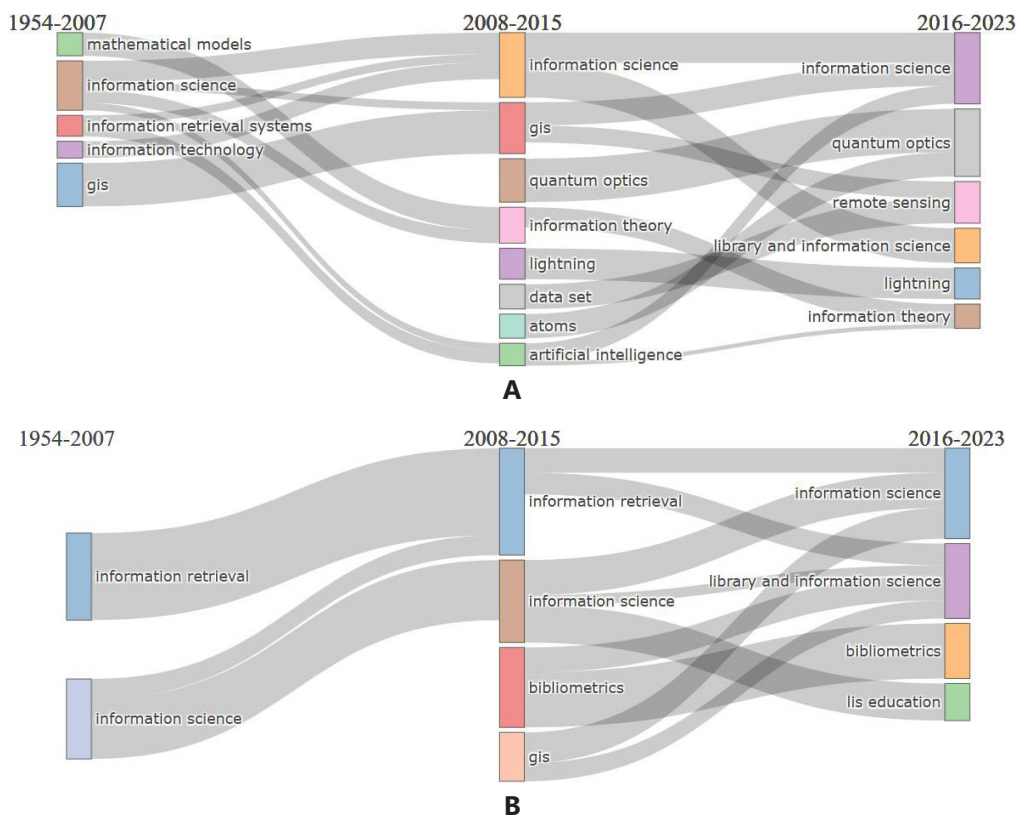 1954-2007
2008-2015
2016-2023
mathematical models
information science
information retrieval systems
information technology
gis
information science
gis
quantum optics
information theory
lightning
data set
atoms
artificial intelligence
information science
quantum optics
remote sensing
library and information science
lightning
information theory
A
1954-2007
2008-2015
2016-2023
information retrieval
information science
information retrieval
information science
bibliometrics
gis
information science
library and information science
bibliometrics
lis education
B